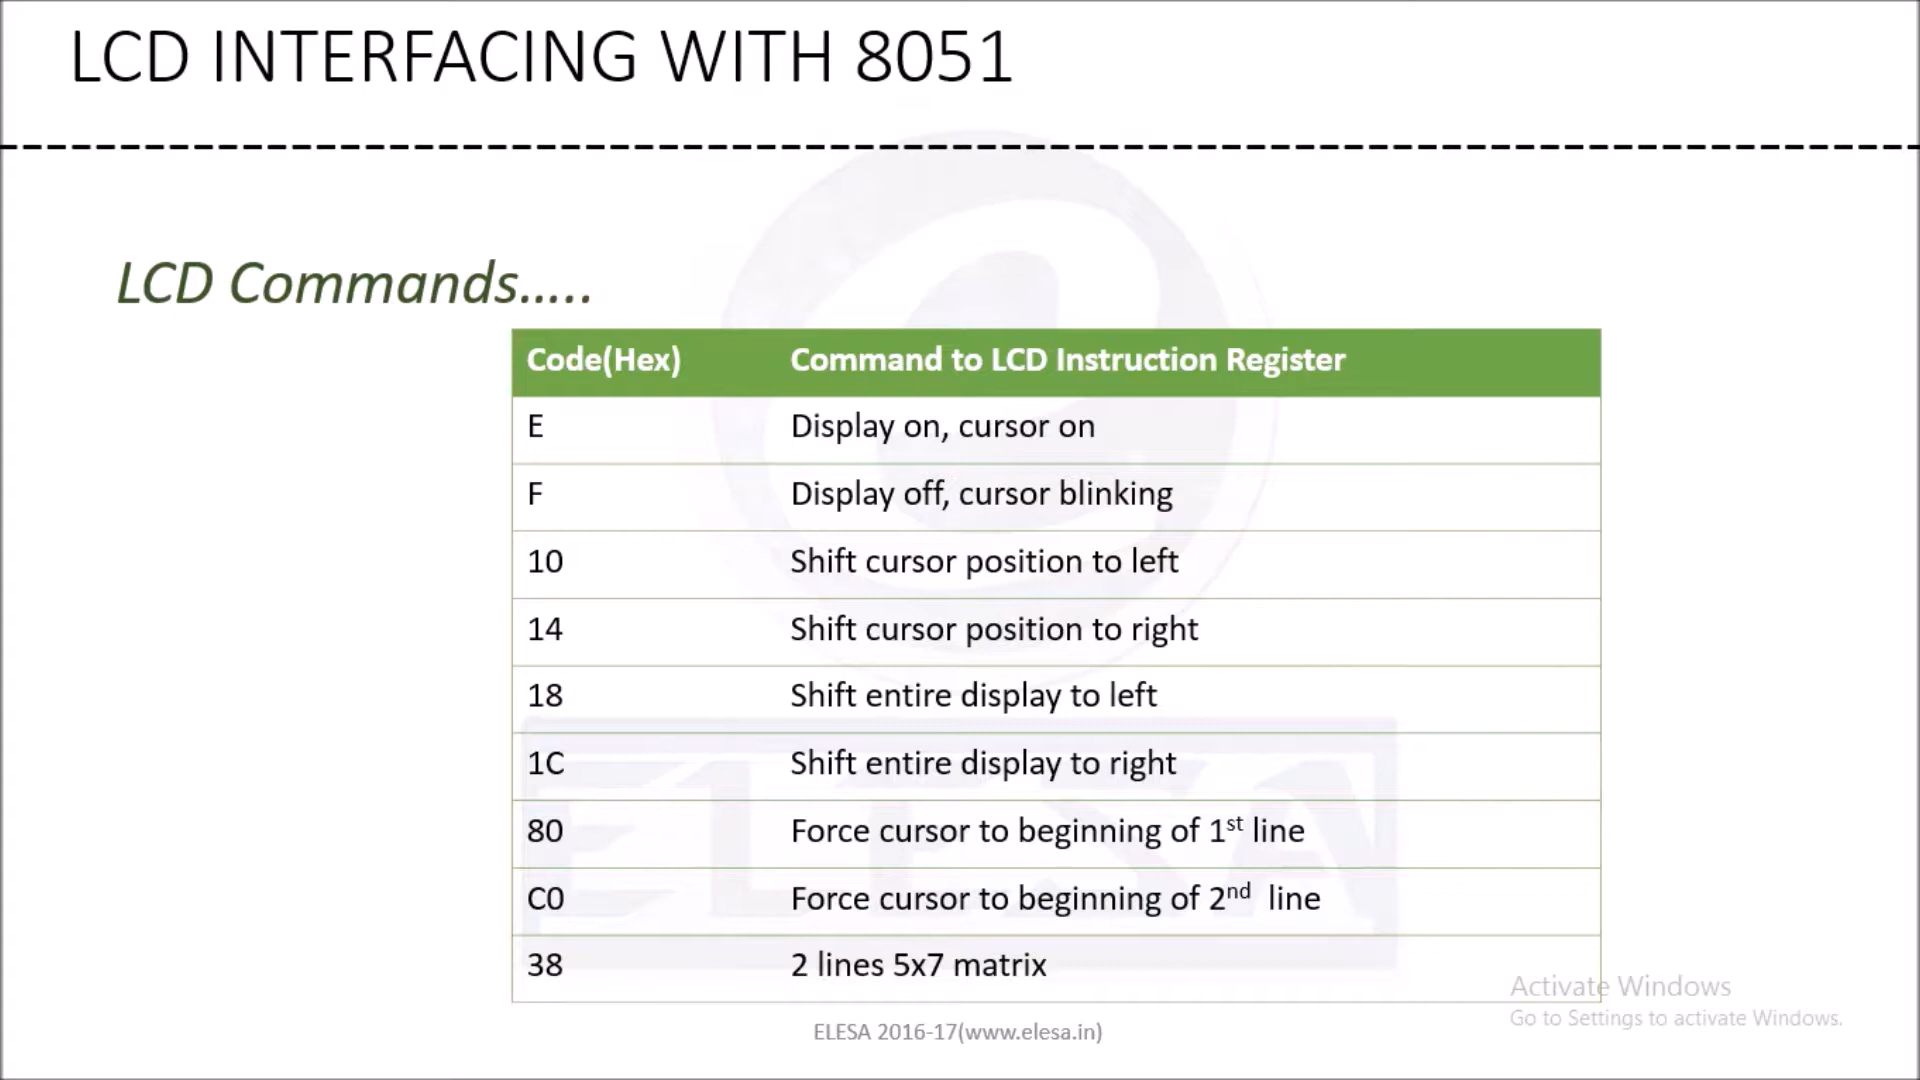 LCD INTERFACING WITH 8051
LCD Commands.....
Code(Hex) Command to LCD Instruction Register
E Display on, cursor on
F Display off, cursor blinking
10 Shift cursor position to left
14 Shift cursor position to right
18 Shift entire display to left
1C Shift entire display to right
80 Force cursor to beginning of 1st line
C0 Force cursor to beginning of 2nd line
38 2 lines 5x7 matrix
ELESA
Activate Windows
Go to Settings to activate Windows.
ELESA 2016-17(www.elesa.in)